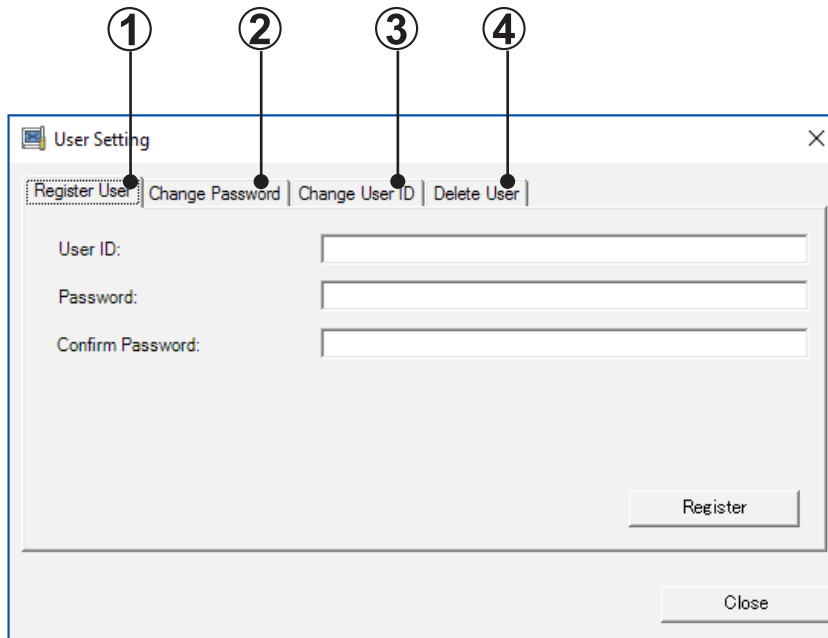 ① ② ③ ④
User Setting
Register User Change Password Change User ID Delete User
User ID:
Password:
Confirm Password:
Register
Close